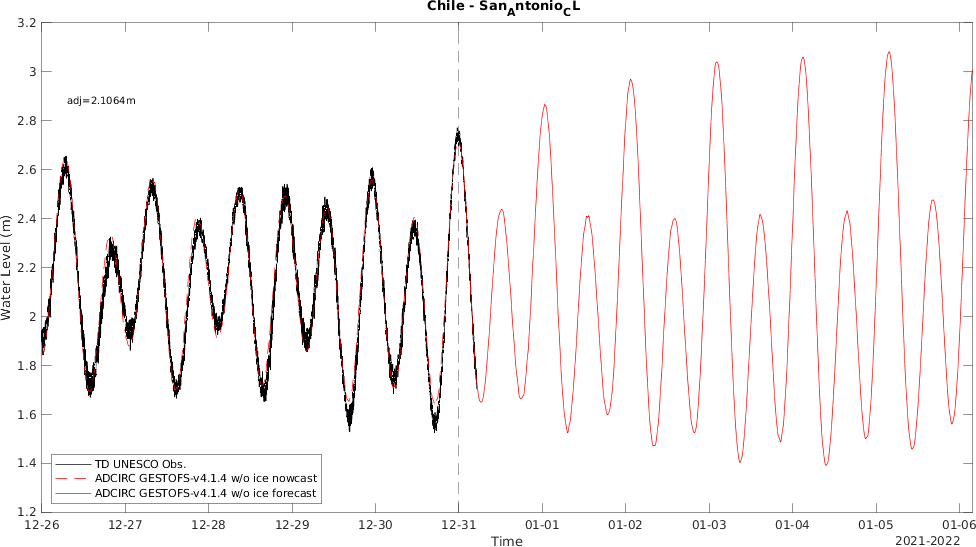 Chile - SanAntonioCL
3.2
3
2.8
2.6
2.4
2.2
2
1.8
1.6
1.4
1.2
Water Level (m)
adj=2.1064m
TD UNESCO Obs.
ADCIRC GESTOFS-v4.1.4 w/o ice nowcast
ADCIRC GESTOFS-v4.1.4 w/o ice forecast
12-26 12-27 12-28 12-29 12-30 12-31 01-01 01-02 01-03 01-04 01-05 01-06
Time
2021-2022